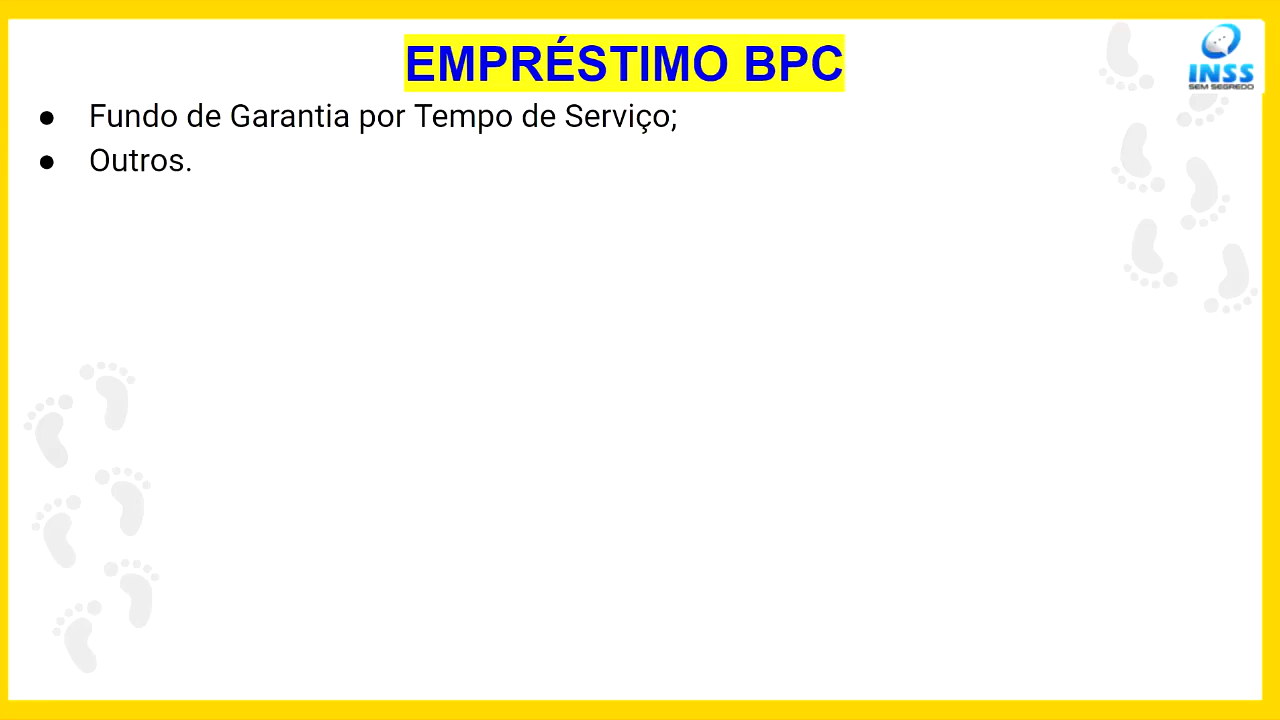 EMPRÉSTIMO BPC
● Fundo de Garantia por Tempo de Serviço;
● Outros.
INSS
SEM SEGREDO